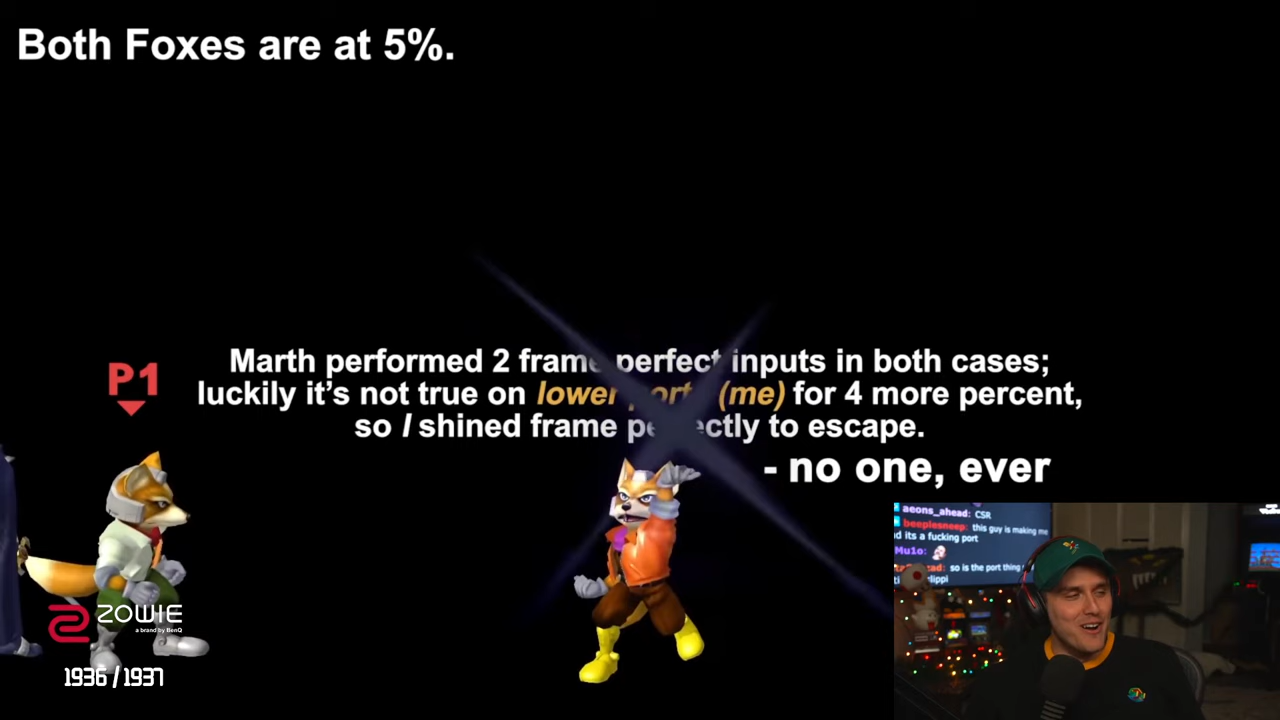 Both Foxes are at 5%.
Marth performed 2 frame perfect inputs in both cases;
luckily it's not true on lower port (me) for 4 more percent,
so I shined frame perfectly to escape.
- no one, ever
P1
ZOWIE
a brand by BenQ
1936 / 1937
aeons_ahead: CSR
beeplesneep: this guy is making me
d its a fucking port
Mu1o:
so is the port thing
lippi